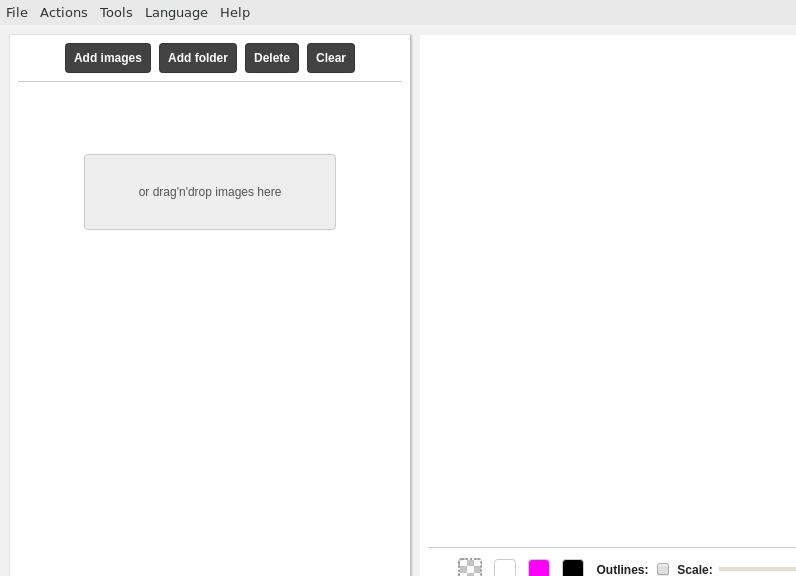 File Actions Tools Language Help
Add images Add folder Delete Clear
or drag'n'drop images here
Outlines: Scale: